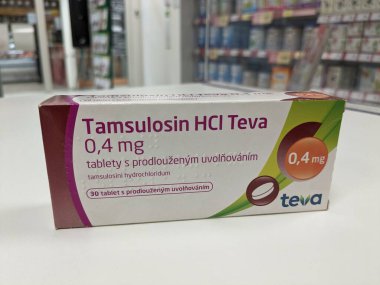 Tamsulosin HCl Teva
0,4 mg
tablety s prodlouženým uvolňováním
tamsulosini hydrochloridum
30 tablet s prodlouženým uvolňováním
0,4 mg
teva